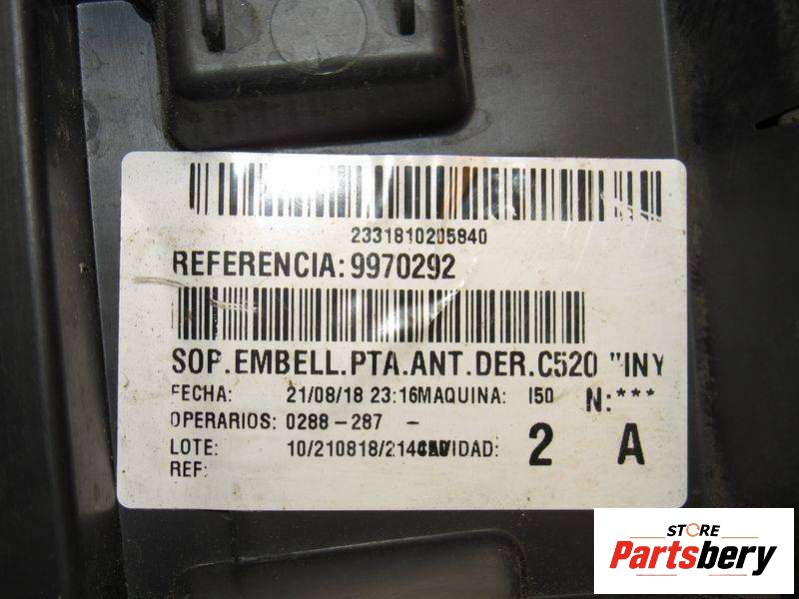 2331810205840
REFERENCIA:9970292
SOP.EMBELL.PTA.ANT.DER.C520 "INY
FECHA: 21/08/18 23:16MAQUINA: I50 N:***
OPERARIOS: 0288-287 -
LOTE: 10/210818/214 CAVIDAD: 2 A
REF:
STORE
Partsbery